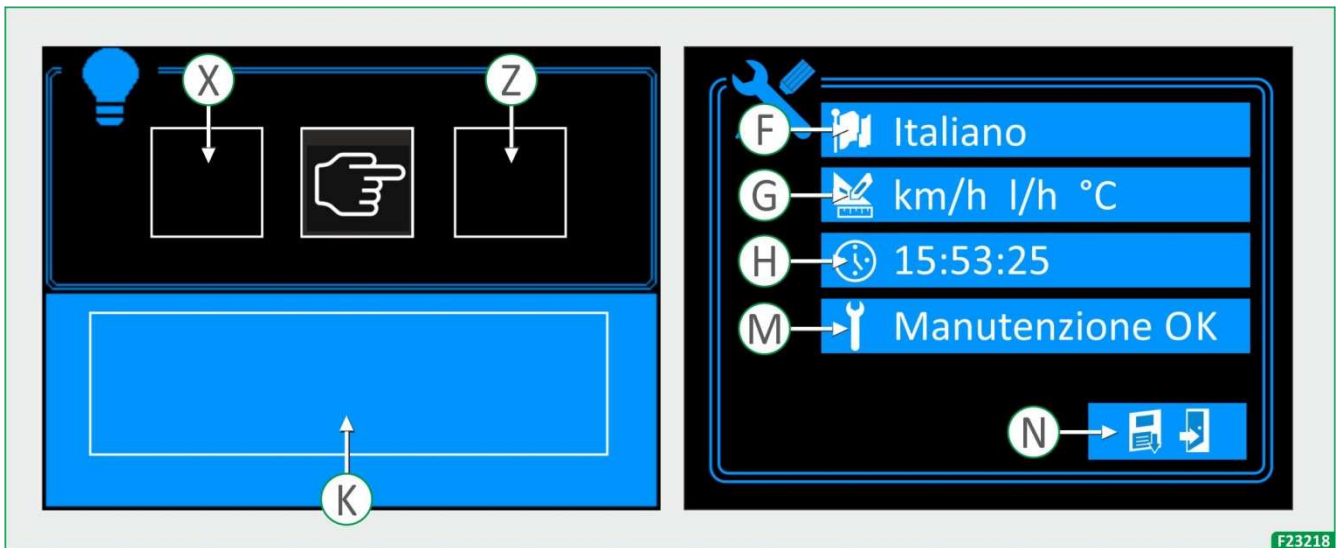 X
Z
K
F
Italiano
G
km/h l/h °C
H
15:53:25
M
Manutenzione OK
N
F23218